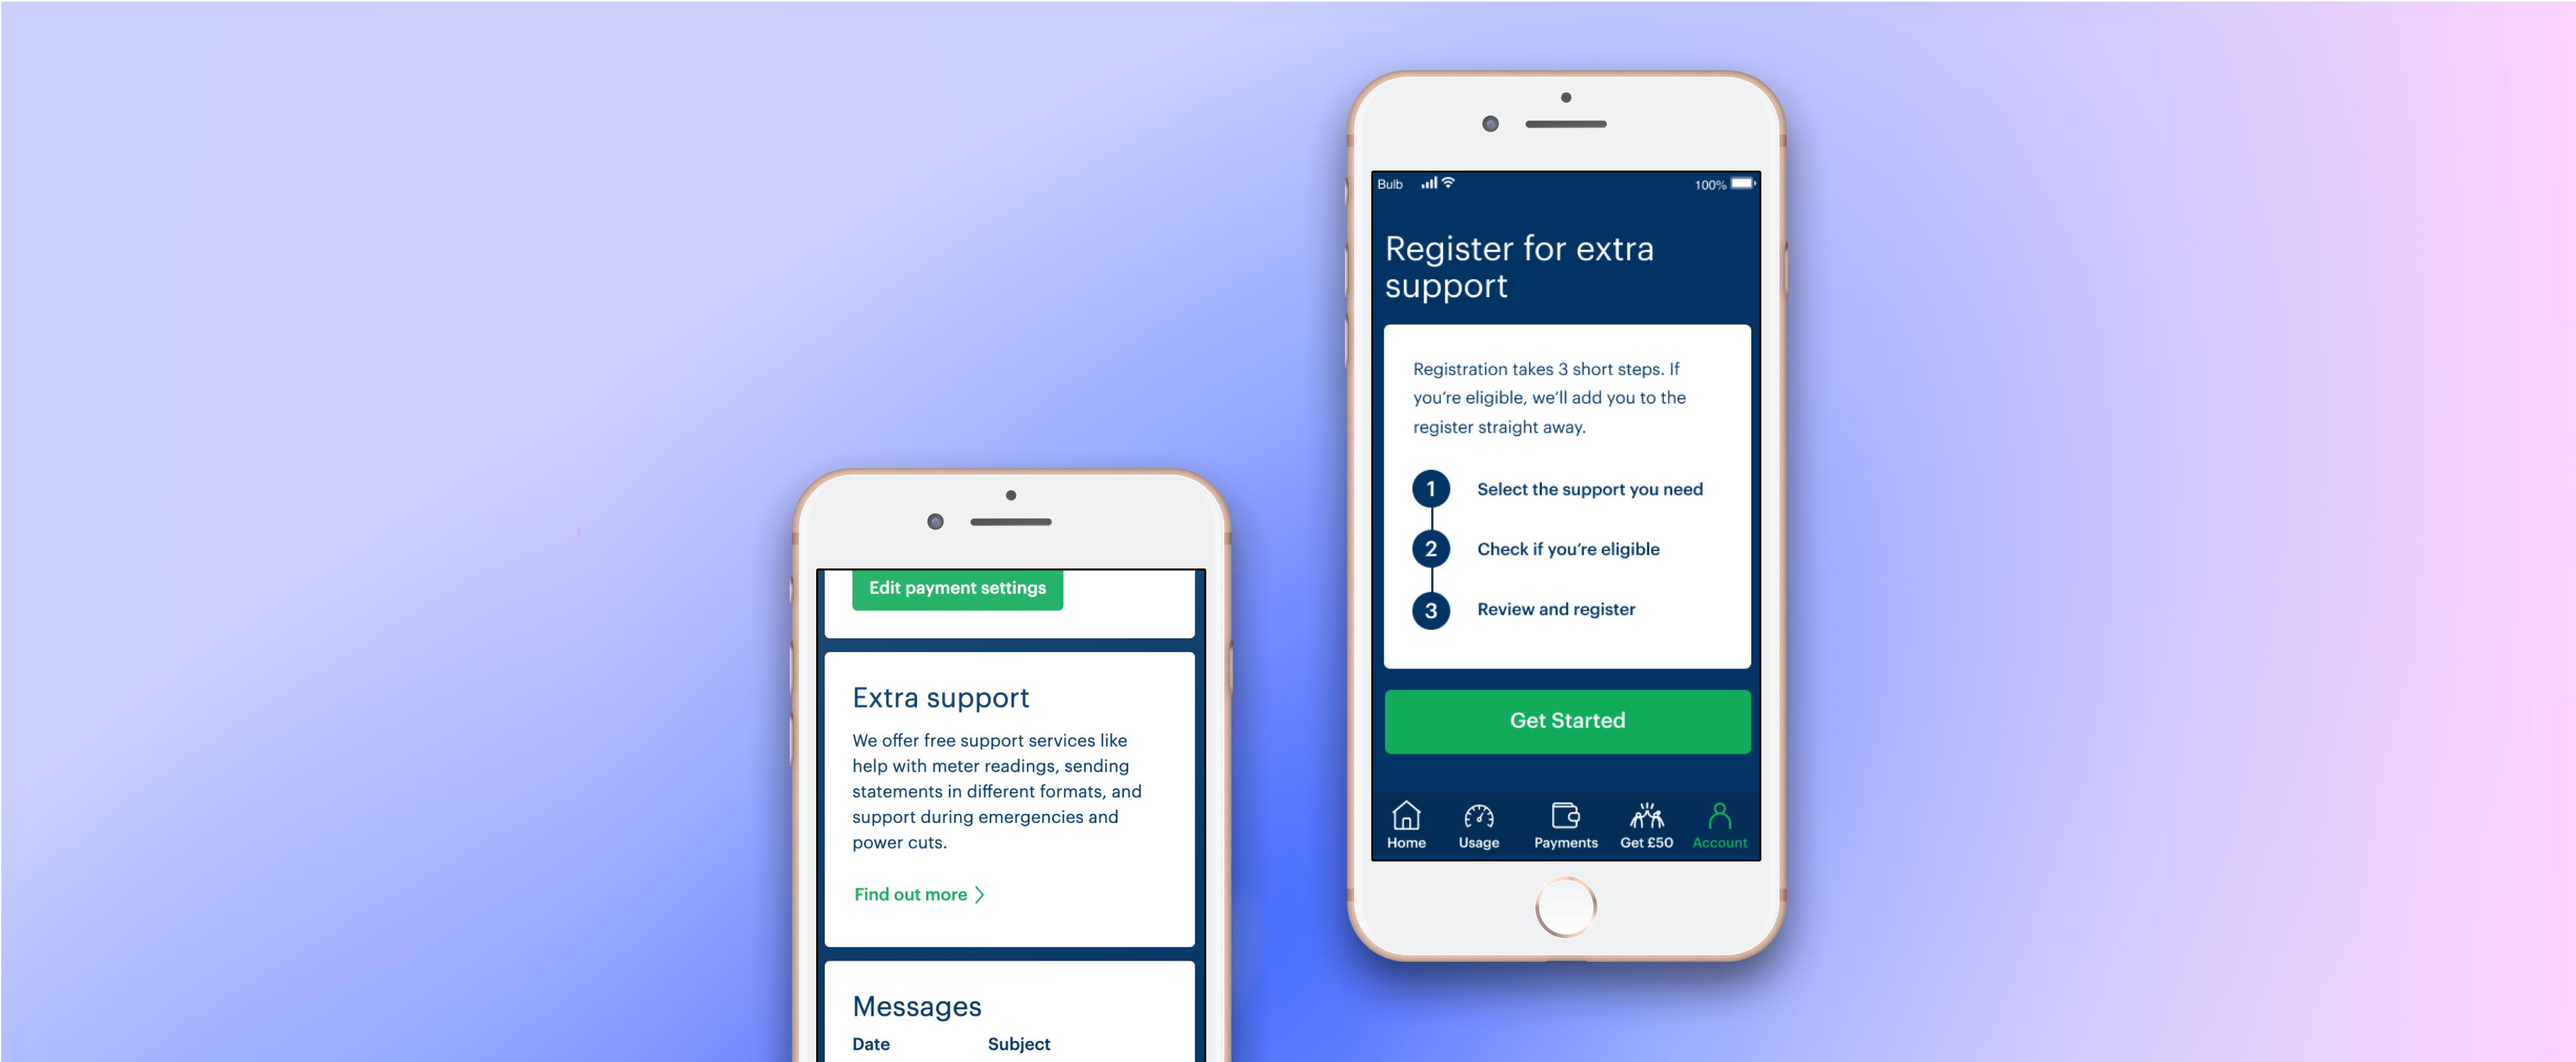 Edit payment settings
Extra support
We offer free support services like
help with meter readings, sending
statements in different formats, and
support during emergencies and
power cuts.
Find out more
Messages
Date Subject
Bulb 100%
Register for extra
support
Registration takes 3 short steps. If
you’re eligible, we’ll add you to the
register straight away.
1 Select the support you need
2 Check if you’re eligible
3 Review and register
Get Started
Home Usage Payments Get £50 Account